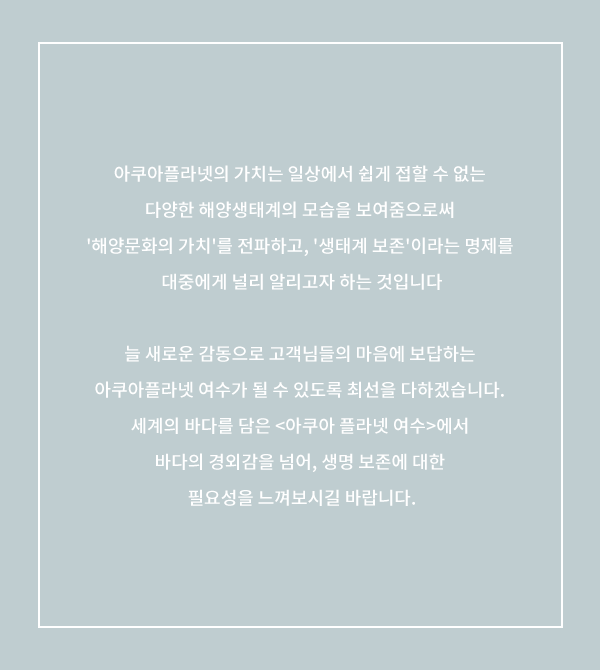 아쿠아플라넷의 가치는 일상에서 쉽게 접할 수 없는
다양한 해양생태계의 모습을 보여줌으로써
'해양문화의 가치'를 전파하고, '생태계 보존'이라는 명제를
대중에게 널리 알리고자 하는 것입니다
늘 새로운 감동으로 고객님들의 마음에 보답하는
아쿠아플라넷 여수가 될 수 있도록 최선을 다하겠습니다.
세계의 바다를 담은 <아쿠아 플라넷 여수>에서
바다의 경외감을 넘어, 생명 보존에 대한
필요성을 느껴보시길 바랍니다.